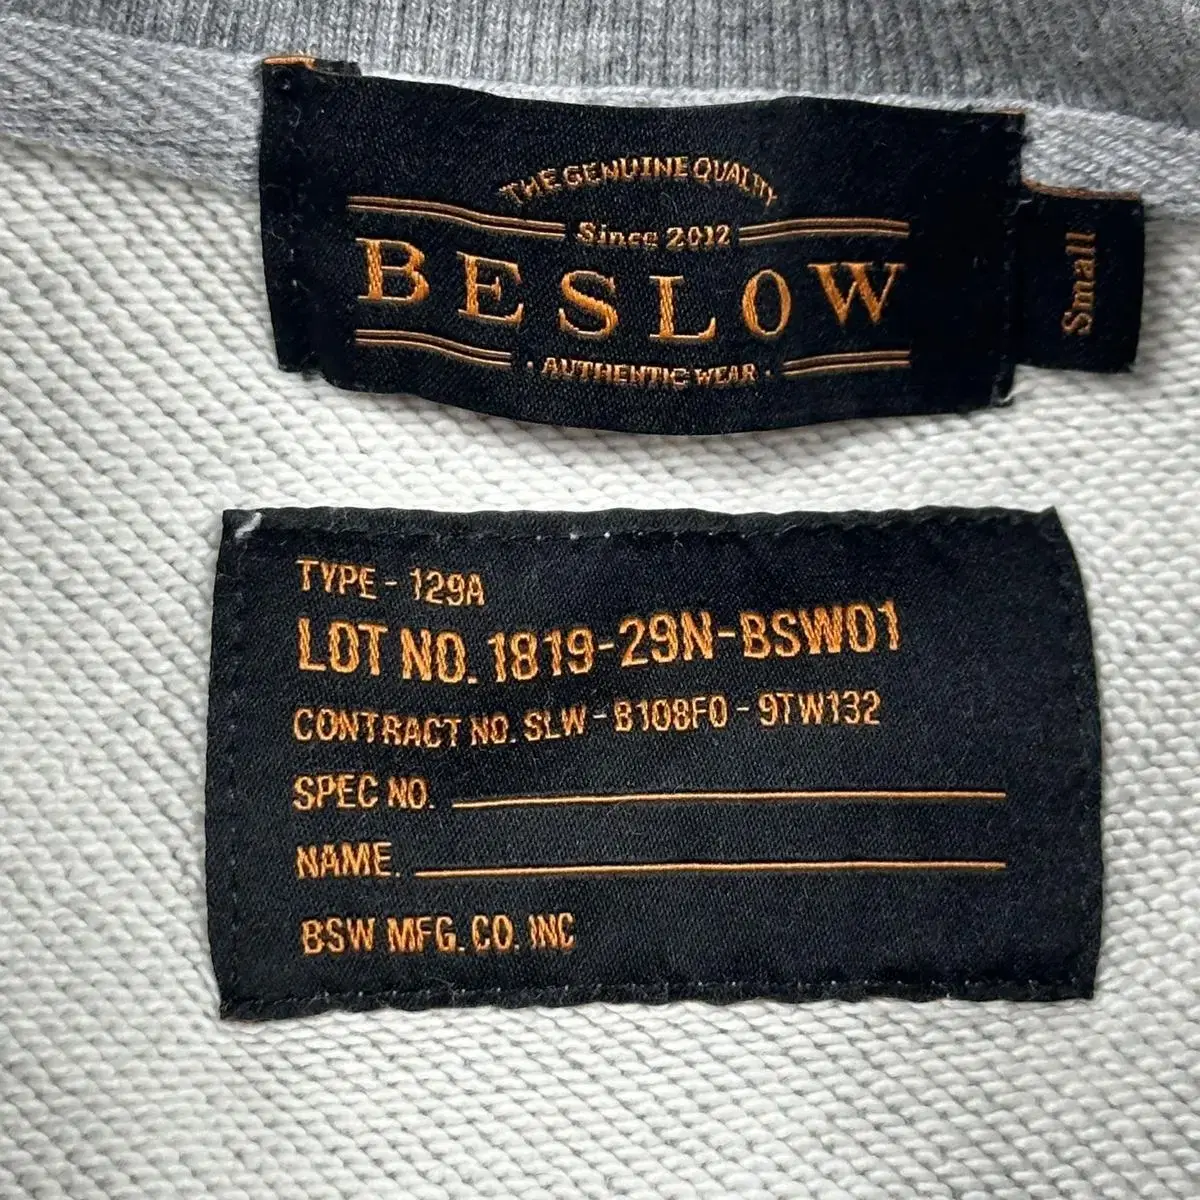 THE GENUINE QUALITY
Since 2012
BESLOW
· AUTHENTIC WEAR ·
Small
TYPE - 129A
LOT NO. 1819-29N-BSW01
CONTRACT NO. SLW - B108F0 - 9TW132
SPEC NO.
NAME.
BSW MFG. CO. INC